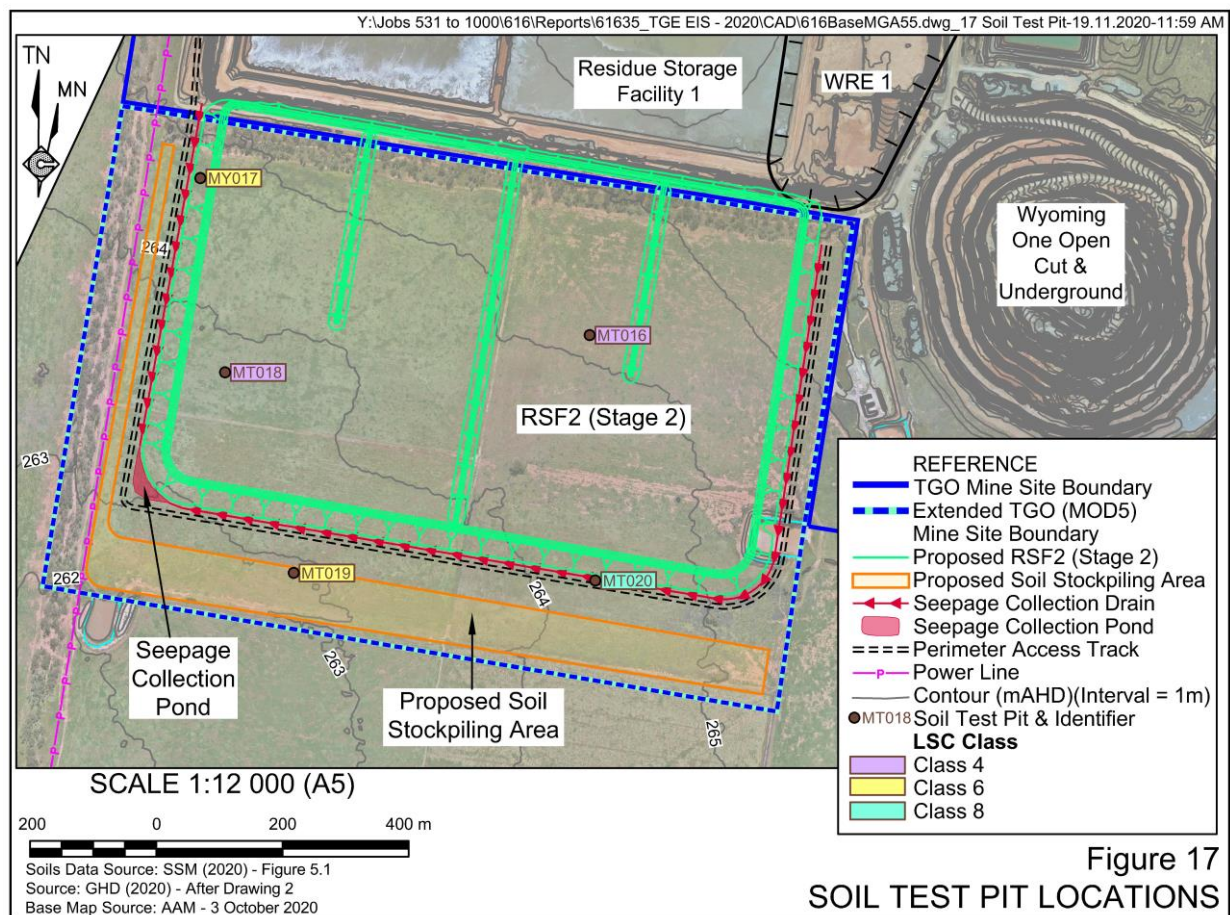 Y:\Jobs 531 to 1000\616\Reports\61635_TGE EIS - 2020\CAD\616BaseMGA55.dwg_17 Soil Test Pit-19.11.2020-11:59 AM
TN
MN
Residue Storage
Facility 1
WRE 1
MY017
Wyoming
One Open
Cut &
Underground
264
MT016
MT018
RSF2 (Stage 2)
263
262
MT019
MT020
264
263
265
Seepage
Collection
Pond
Proposed Soil
Stockpiling Area
REFERENCE
TGO Mine Site Boundary
Extended TGO (MOD5)
Mine Site Boundary
Proposed RSF2 (Stage 2)
Proposed Soil Stockpiling Area
Seepage Collection Drain
Seepage Collection Pond
Perimeter Access Track
P Power Line
Contour (mAHD)(Interval = 1m)
MT018 Soil Test Pit & Identifier
LSC Class
Class 4
Class 6
Class 8
SCALE 1:12 000 (A5)
200 0 200 400 m
Soils Data Source: SSM (2020) - Figure 5.1
Source: GHD (2020) - After Drawing 2
Base Map Source: AAM - 3 October 2020
Figure 17
SOIL TEST PIT LOCATIONS